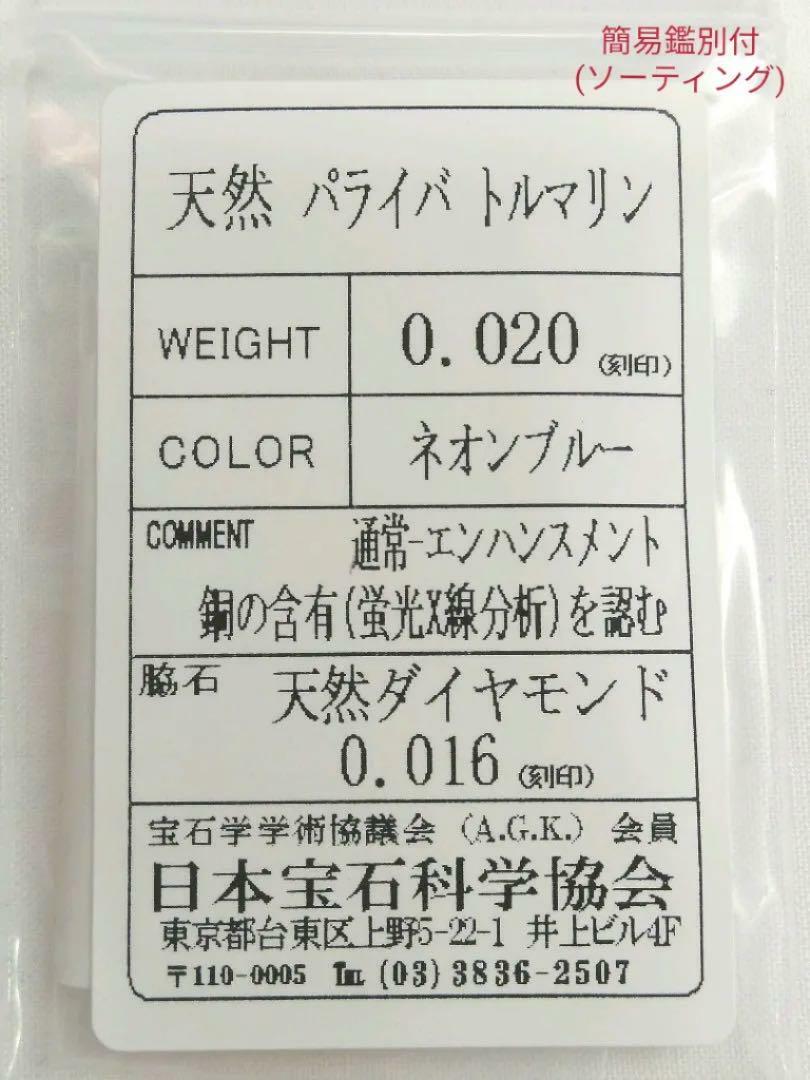 簡易鑑別付
(ソーティング)
天然 パライバ トルマリン
WEIGHT 0.020 (刻印)
COLOR ネオンブルー
COMMENT 通常-エンハンスメント
銅の含有(蛍光X線分析)を認む
脇石 天然ダイヤモンド
0.016 (刻印)
宝石学学術協議会 (A.G.K.) 会員
日本宝石科学協会
東京都台東区上野5-22-1 井上ビル4F
〒110-0005 ℡ (03) 3836-2507